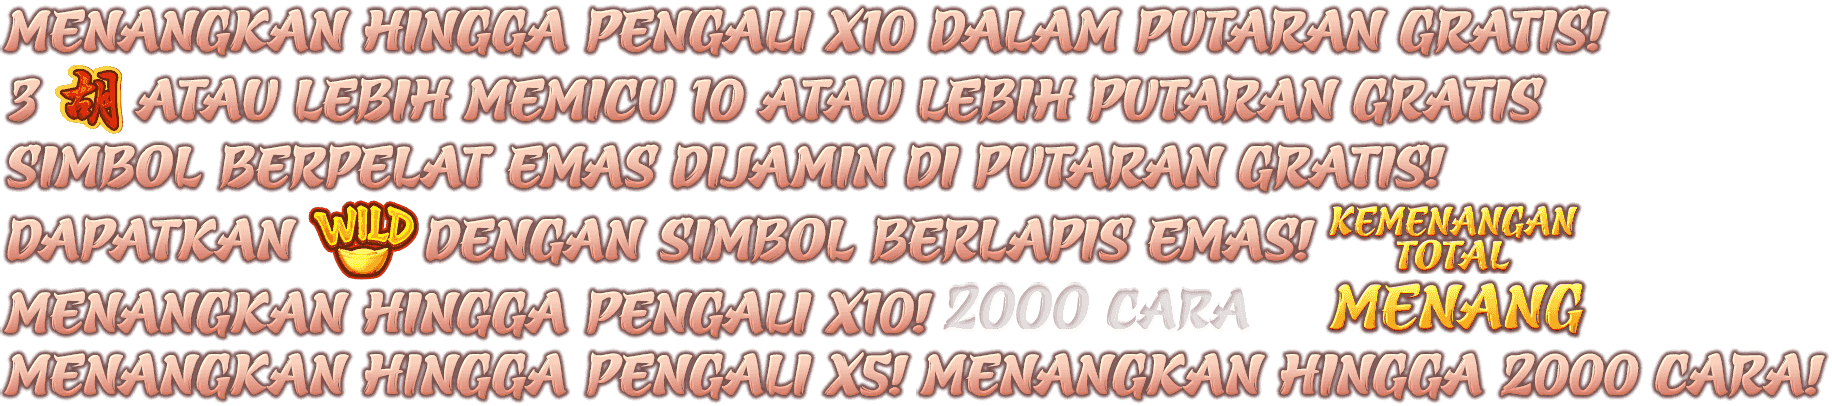 MENANGKAN HINGGA PENGALI X10 DALAM PUTARAN GRATIS!
3 胡 ATAU LEBIH MEMICU 10 ATAU LEBIH PUTARAN GRATIS
SIMBOL BERPELAT EMAS DIJAMIN DI PUTARAN GRATIS!
DAPATKAN WILD DENGAN SIMBOL BERLAPIS EMAS!
KEMENANGAN
TOTAL
MENANGKAN HINGGA PENGALI X10!
2000 CARA
MENANG
MENANGKAN HINGGA PENGALI X5! MENANGKAN HINGGA 2000 CARA!